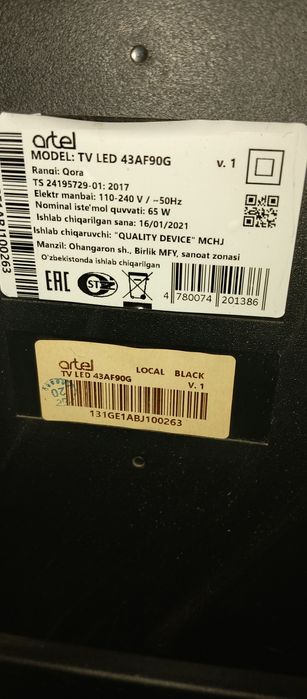 artel
MODEL: TV LED 43AF90G v. 1
Rangi: Qora
TS 24195729-01: 2017
Elektr manbai: 110-240 V / ~50Hz
Nominal iste'mol quvvati: 65 W
Ishlab chiqarilgan sana: 16/01/2021
Ishlab chiqaruvchi: "QUALITY DEVICE" MCHJ
Manzil: Ohangaron sh., Birlik MFY, sanoat zonasi
O'zbekistonda ishlab chiqarilgan
EAC
4 780074 201386
artel LOCAL BLACK
TV LED 43AF90G V. 1
131GE1ABJ100263